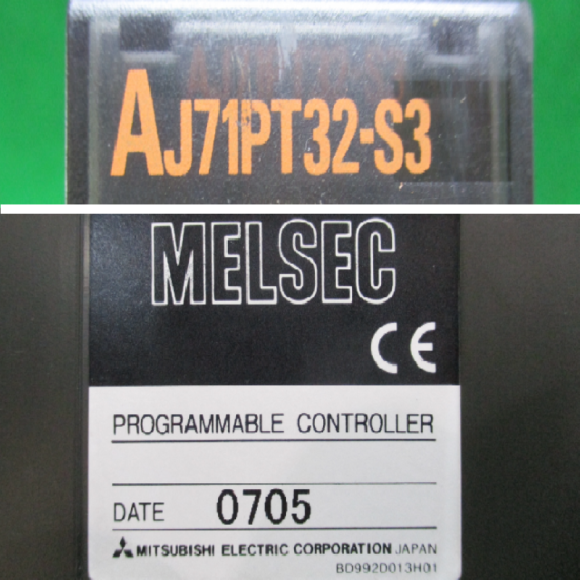 AJ71PT32-S3
MELSEC
CE
PROGRAMMABLE CONTROLLER
DATE 0705
MITSUBISHI ELECTRIC CORPORATION JAPAN
BD992D013H01